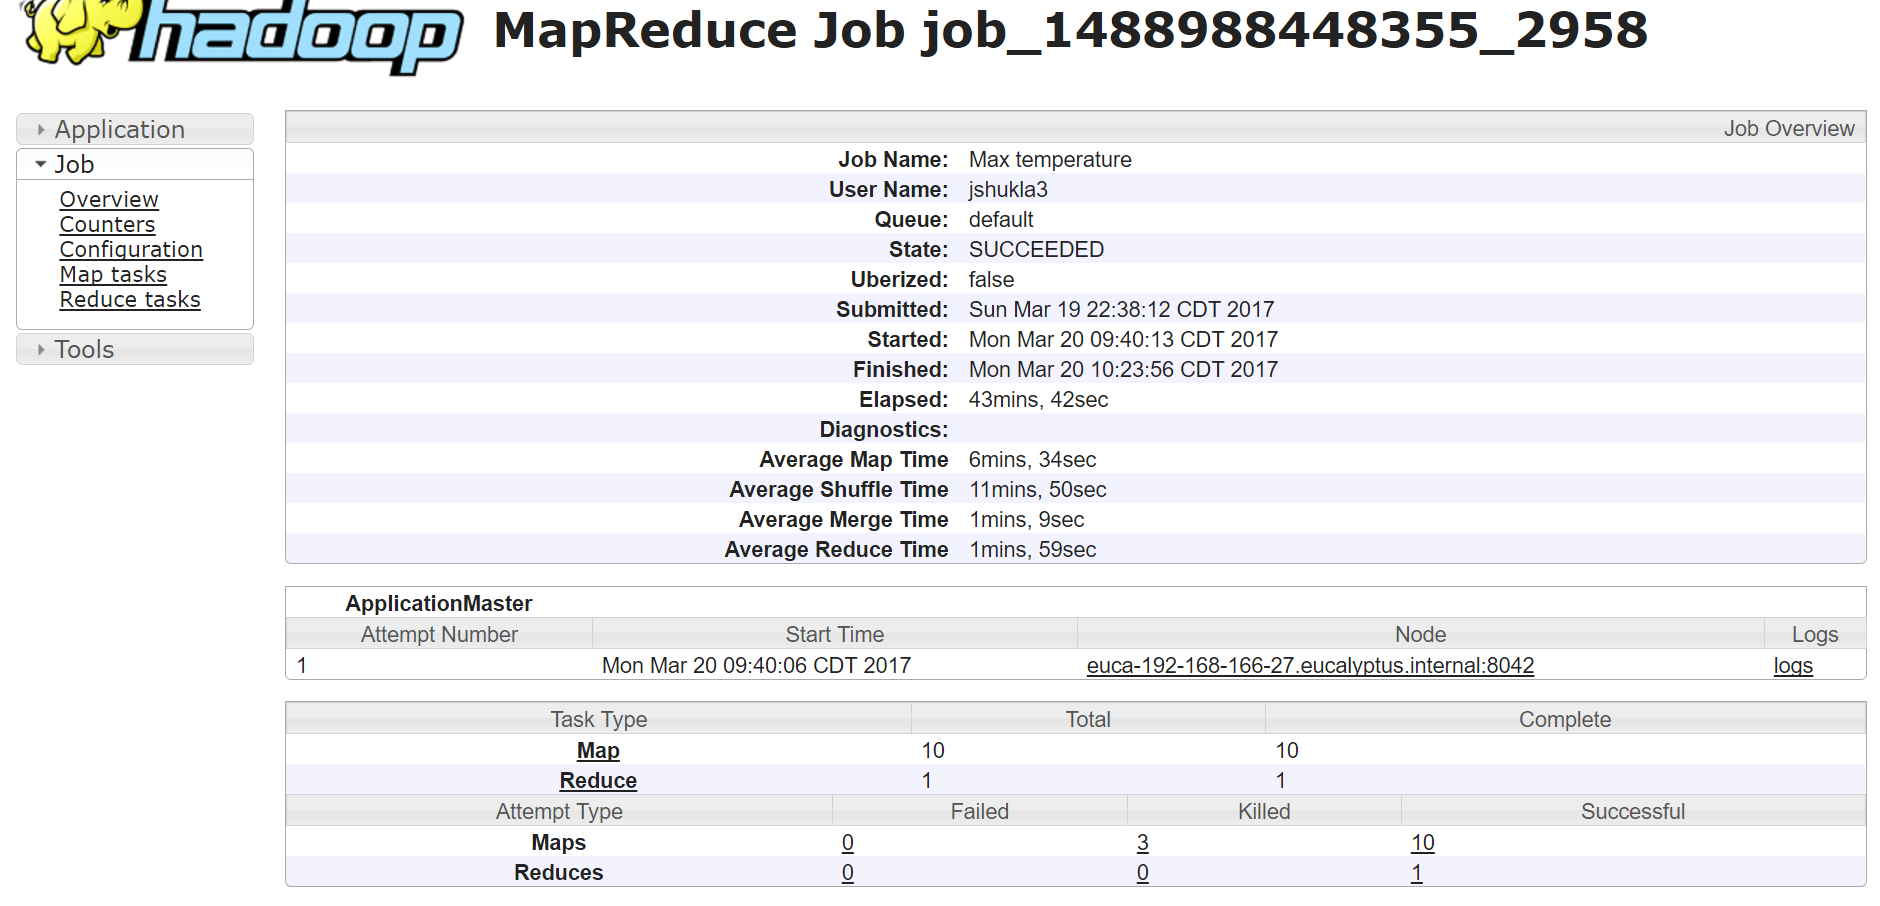 hadoop MapReduce Job job_1488988448355_2958
Application
Job
Overview
Counters
Configuration
Map tasks
Reduce tasks
Tools
Job Overview
Job Name: Max temperature
User Name: jshukla3
Queue: default
State: SUCCEEDED
Uberized: false
Submitted: Sun Mar 19 22:38:12 CDT 2017
Started: Mon Mar 20 09:40:13 CDT 2017
Finished: Mon Mar 20 10:23:56 CDT 2017
Elapsed: 43mins, 42sec
Diagnostics:
Average Map Time 6mins, 34sec
Average Shuffle Time 11mins, 50sec
Average Merge Time 1mins, 9sec
Average Reduce Time 1mins, 59sec
ApplicationMaster
Attempt Number Start Time Node Logs
1 Mon Mar 20 09:40:06 CDT 2017 euca-192-168-166-27.eucalyptus.internal:8042 logs
Task Type Total Complete
Map 10 10
Reduce 1 1
Attempt Type Failed Killed Successful
Maps 0 3 10
Reduces 0 0 1